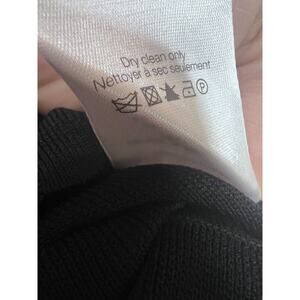 Dry clean only
Nettoyer à sec seulement
P